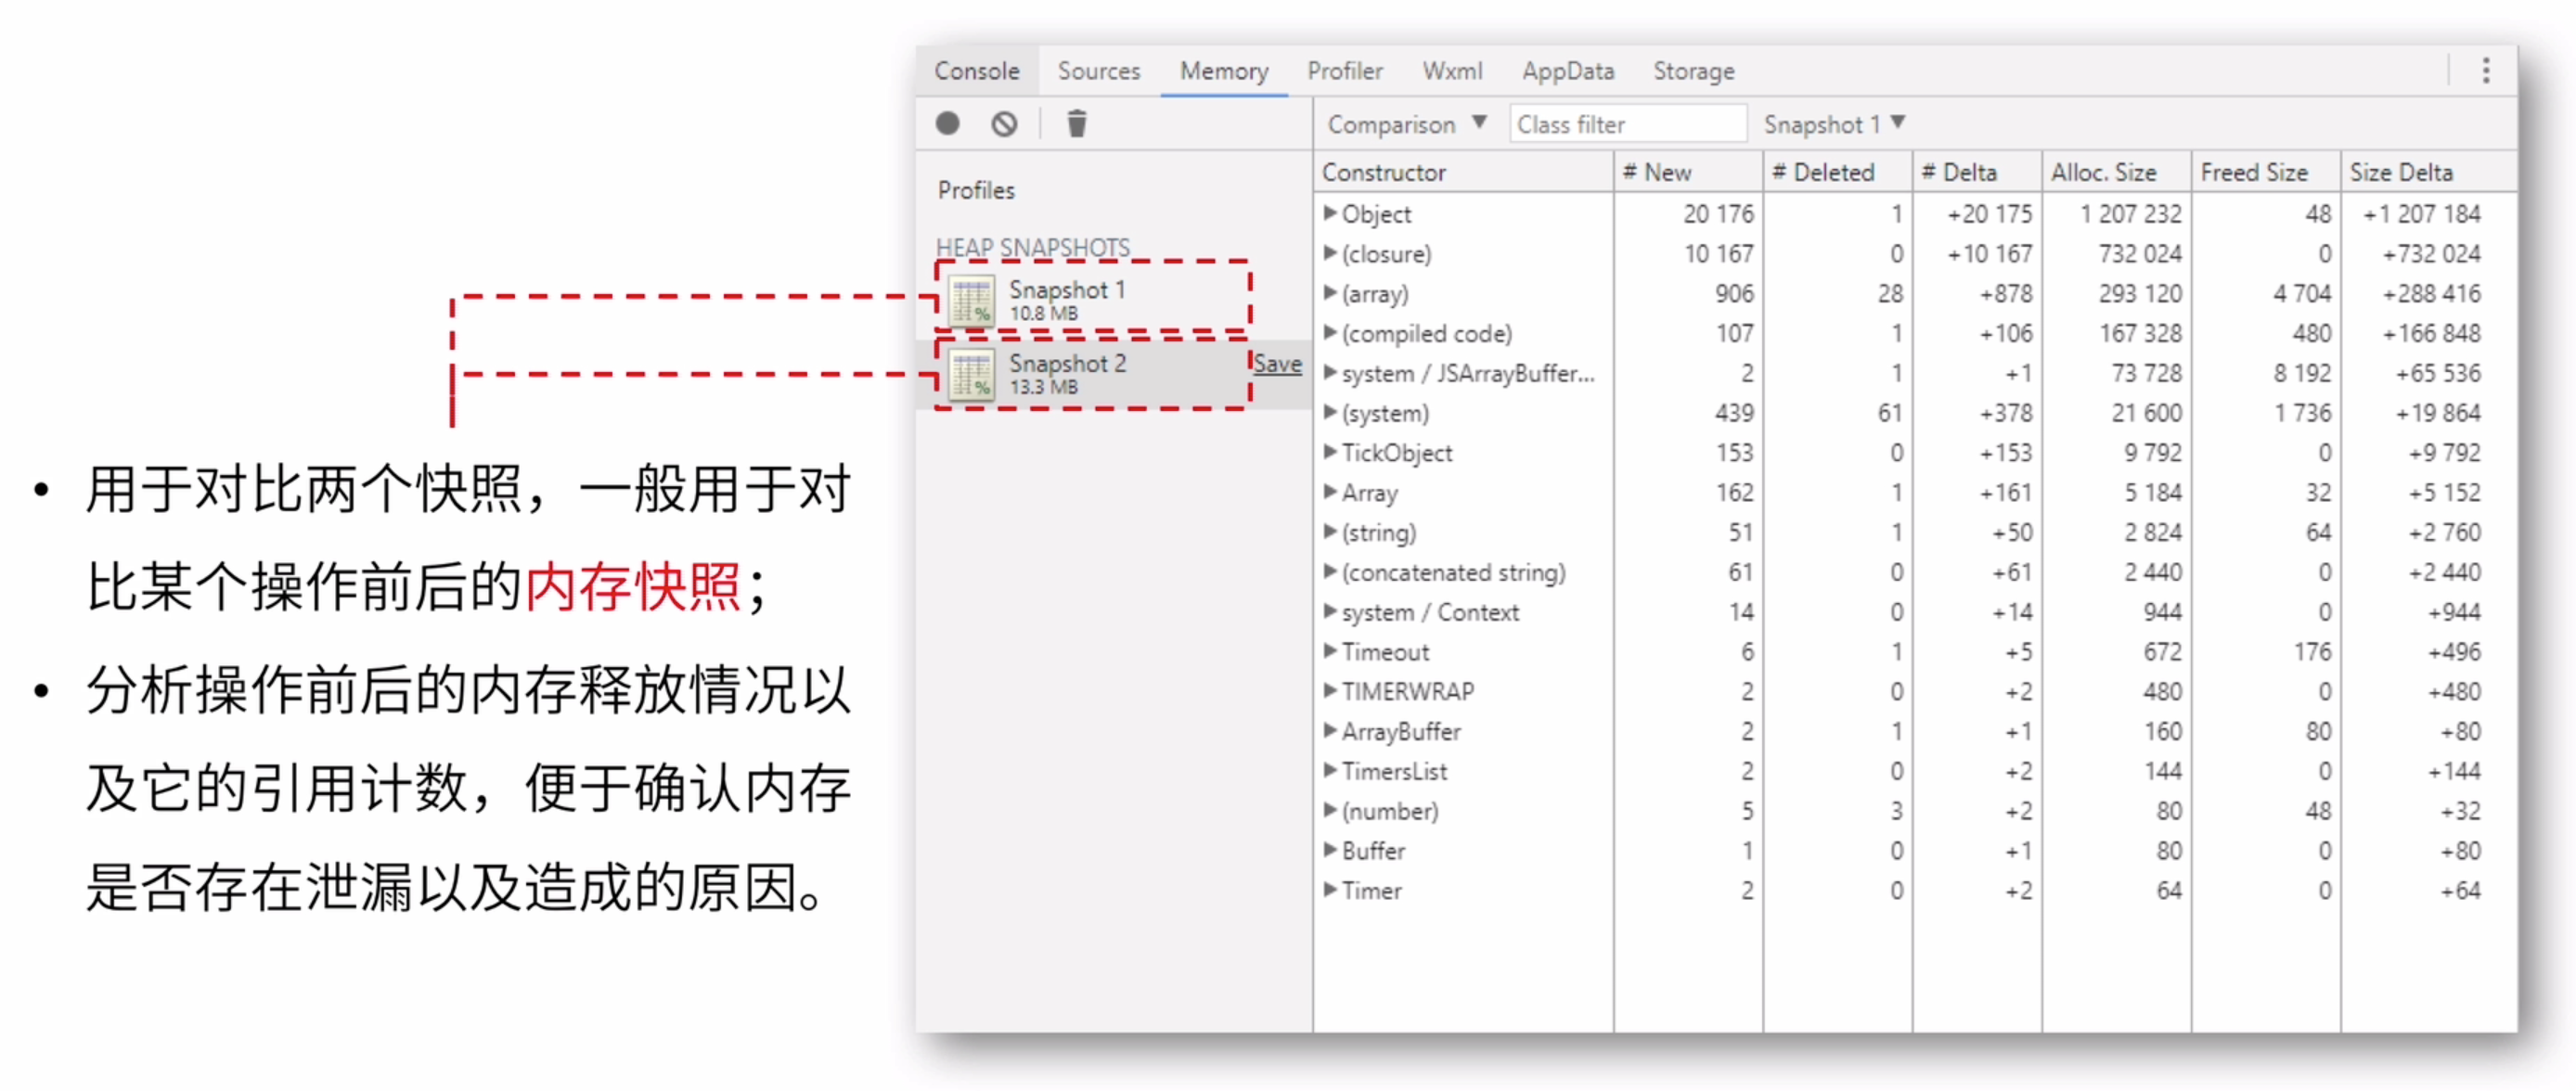 Console Sources Memory Profiler Wxml AppData Storage
Comparison ▼ Class filter Snapshot 1 ▼
Profiles
HEAP SNAPSHOTS
Snapshot 1
10.8 MB
Snapshot 2
13.3 MB
Save
• 用于对比两个快照，一般用于对
比某个操作前后的内存快照；
• 分析操作前后的内存释放情况以
及它的引用计数，便于确认内存
是否存在泄漏以及造成的原因。
Constructor # New # Deleted # Delta Alloc. Size Freed Size Size Delta
Object 20 176 1 +20 175 1 207 232 48 +1 207 184
(closure) 10 167 0 +10 167 732 024 0 +732 024
(array) 906 28 +878 293 120 4 704 +288 416
(compiled code) 107 1 +106 167 328 480 +166 848
system / JSArrayBuffer... 2 1 +1 73 728 8 192 +65 536
(system) 439 61 +378 21 600 1 736 +19 864
TickObject 153 0 +153 9 792 0 +9 792
Array 162 1 +161 5 184 32 +5 152
(string) 51 1 +50 2 824 64 +2 760
(concatenated string) 61 0 +61 2 440 0 +2 440
system / Context 14 0 +14 944 0 +944
Timeout 6 1 +5 672 176 +496
TIMERWRAP 2 0 +2 480 0 +480
ArrayBuffer 2 1 +1 160 80 +80
TimersList 2 0 +2 144 0 +144
(number) 5 3 +2 80 48 +32
Buffer 1 0 +1 80 0 +80
Timer 2 0 +2 64 0 +64